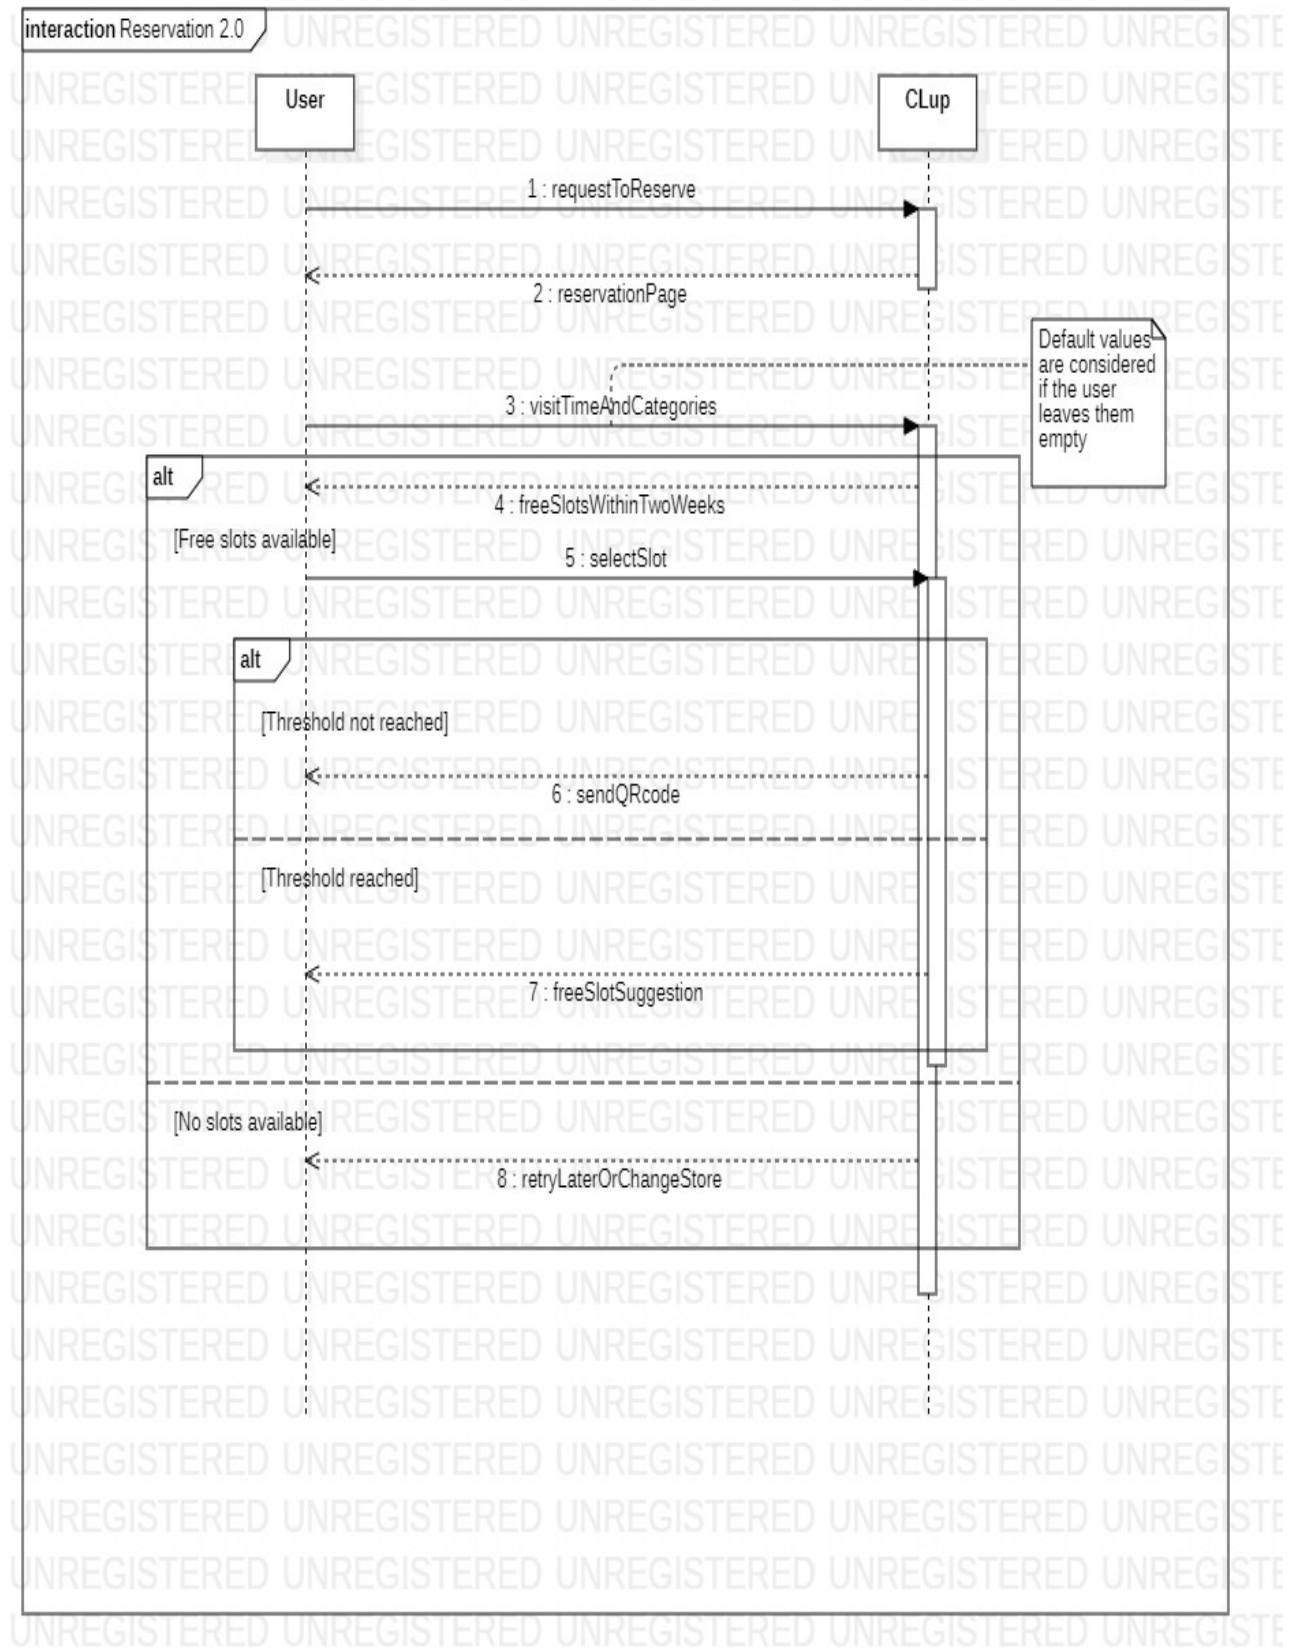 interaction Reservation 2.0
User
CLup
1 : requestToReserve
2 : reservationPage
Default values
are considered
if the user
leaves them
empty
3 : visitTimeAndCategories
alt
4 : freeSlotsWithinTwoWeeks
[Free slots available]
5 : selectSlot
alt
[Threshold not reached]
6 : sendQRcode
[Threshold reached]
7 : freeSlotSuggestion
[No slots available]
8 : retryLaterOrChangeStore
UNREGISTERED